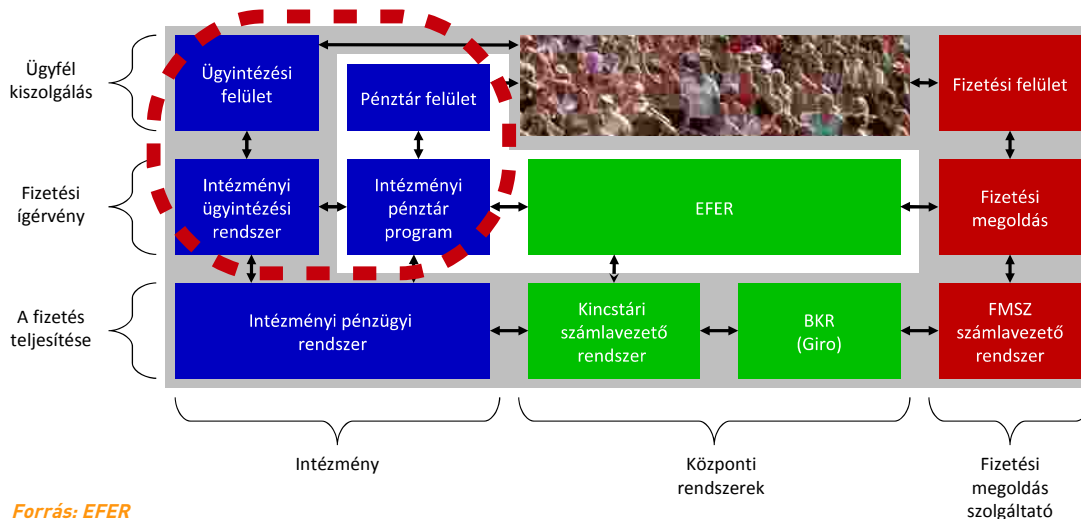 Ügyfél
kiszolgálás
Ügyintézési
felület
Pénztár felület
Fizetési felület
Fizetési
ígérvény
Intézményi
ügyintézési
rendszer
Intézményi
pénztár
program
EFER
Fizetési
megoldás
A fizetés
teljesítése
Intézményi pénzügyi
rendszer
Kincstári
számlavezető
rendszer
BKR
(Giro)
FMSZ
számlavezető
rendszer
Intézmény
Központi
rendszerek
Fizetési
megoldás
szolgáltató
Forrás: EFER